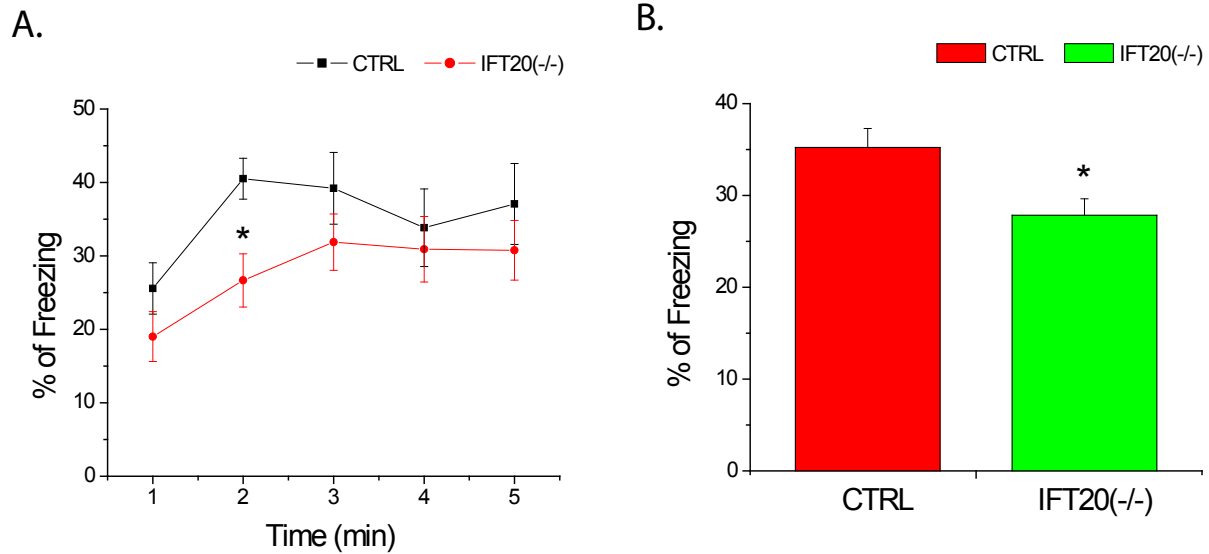 A.
CTRL IFT20(-/-)
50
40
30
20
10
0
% of Freezing
*
1 2 3 4 5
Time (min)
B.
CTRL IFT20(-/-)
40
30
20
10
0
% of Freezing
*
CTRL IFT20(-/-)